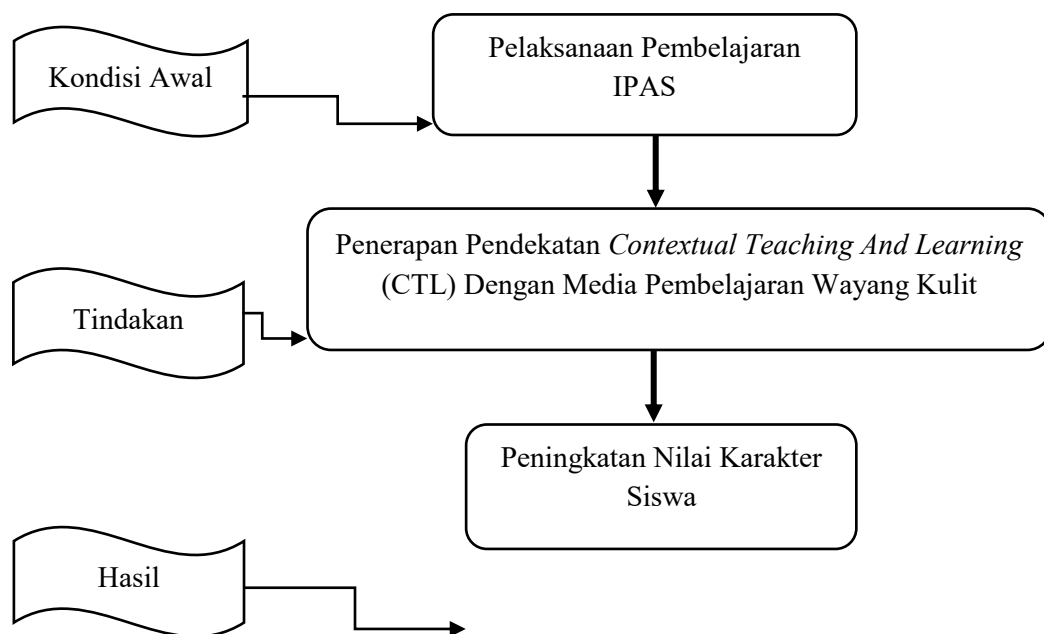 Kondisi Awal
Pelaksanaan Pembelajaran
IPAS
Penerapan Pendekatan Contextual Teaching And Learning
(CTL) Dengan Media Pembelajaran Wayang Kulit
Tindakan
Peningkatan Nilai Karakter
Siswa
Hasil